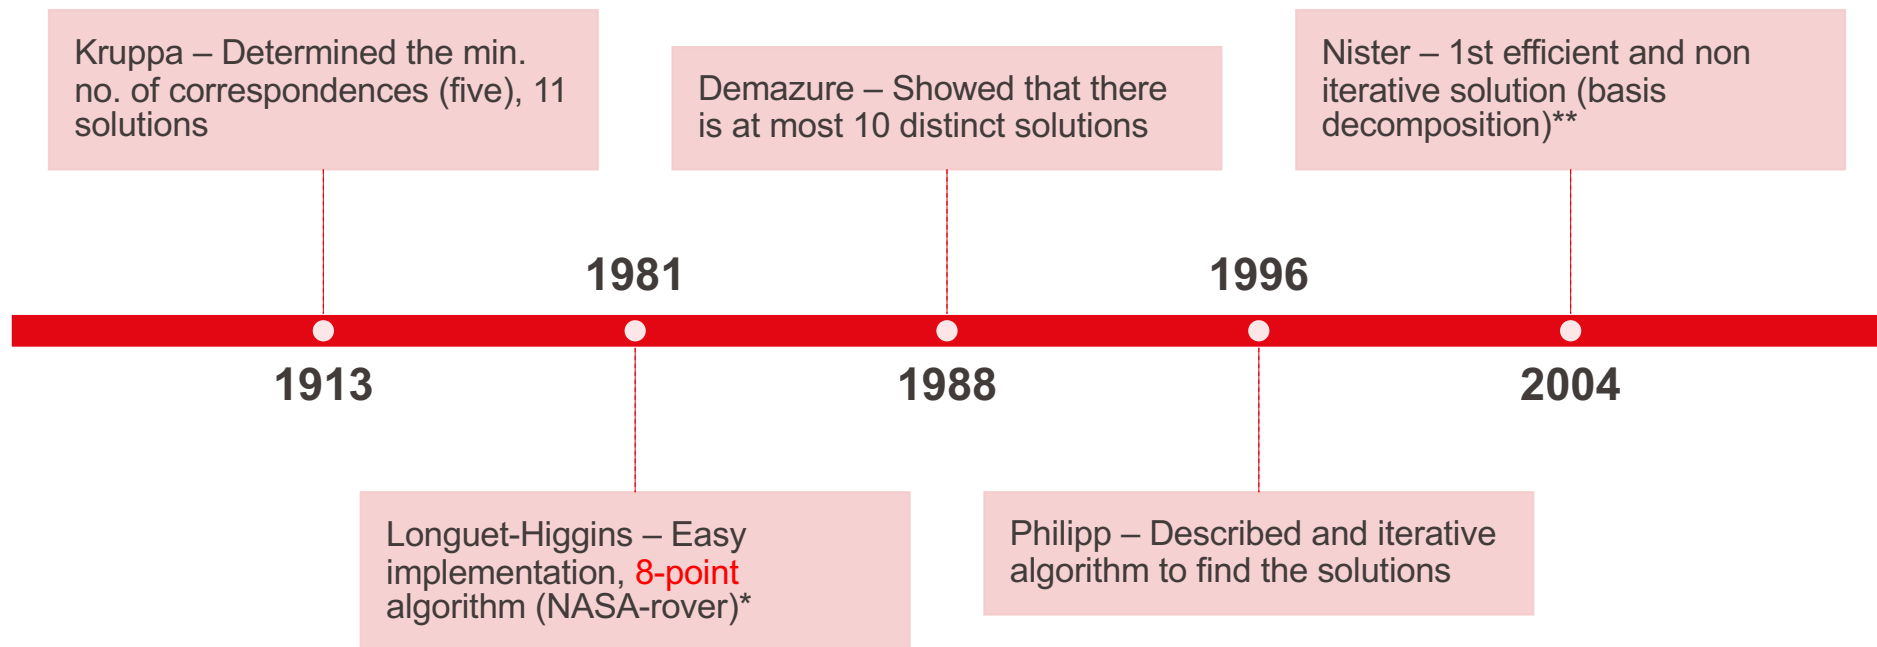 Kruppa – Determined the min.
no. of correspondences (five), 11
solutions
Demazure – Showed that there
is at most 10 distinct solutions
Nister – 1st efficient and non
iterative solution (basis
decomposition)**
1981
1996
1913
1988
2004
Longuet-Higgins – Easy
implementation, 8-point
algorithm (NASA-rover)*
Philipp – Described and iterative
algorithm to find the solutions